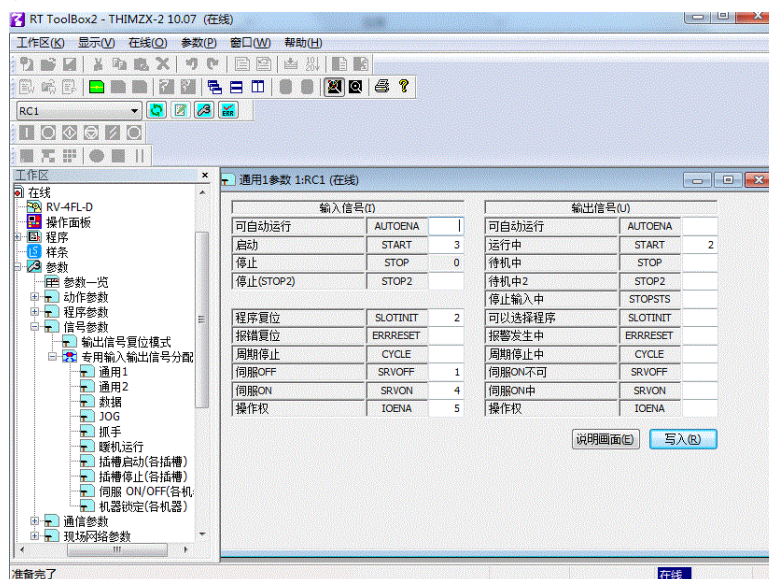 RT ToolBox2 - THIMZX-2 10.07 (在线)
工作区(K) 显示(V) 在线(O) 参数(P) 窗口(W) 帮助(H)
RC1
ERR
工作区
在线
RV-4FL-D
操作面板
程序
样条
参数
参数一览
动作参数
程序参数
信号参数
输出信号复位模式
专用输入输出信号分配
通用1
通用2
数据
JOG
抓手
暖机运行
插槽启动(各插槽)
插槽停止(各插槽)
伺服 ON/OFF(各机
机器锁定(各机器)
通信参数
现场网络参数
通用1参数 1:RC1 (在线)
输入信号(I)
可自动运行 AUTOENA
启动 START 3
停止 STOP 0
停止(STOP2) STOP2
程序复位 SLOTINIT 2
报错复位 ERRRESET
周期停止 CYCLE
伺服OFF SRVOFF 1
伺服ON SRVON 4
操作权 IOENA 5
输出信号(U)
可自动运行 AUTOENA
运行中 START 2
待机中 STOP
待机中2 STOP2
停止输入中 STOPSTS
可以选择程序 SLOTINIT
报警发生中 ERRRESET
周期停止中 CYCLE
伺服ON不可 SRVOFF
伺服ON中 SRVON
操作权 IOENA
说明画面(E) 写入(R)
准备完了 在线